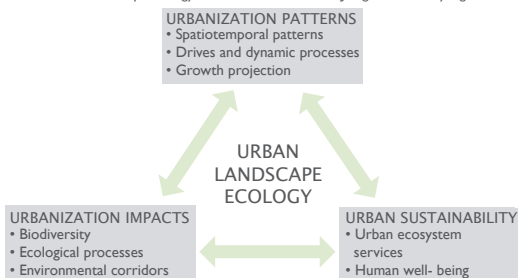 URBANIZATION PATTERNS
• Spatiotemporal patterns
• Drives and dynamic processes
• Growth projection
URBAN
LANDSCAPE
ECOLOGY
URBANIZATION IMPACTS
• Biodiversity
• Ecological processes
• Environmental corridors
URBAN SUSTAINABILITY
• Urban ecosystem
services
• Human well- being